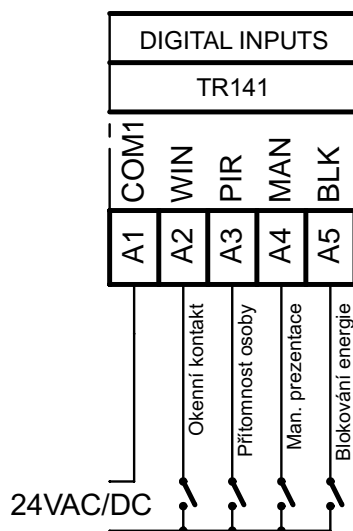 DIGITAL INPUTS
TR141
COM1 WIN PIR MAN BLK
A1 A2 A3 A4 A5
Okenní kontakt
Přítomnost osoby
Man. prezentace
Blokování energie
24VAC/DC